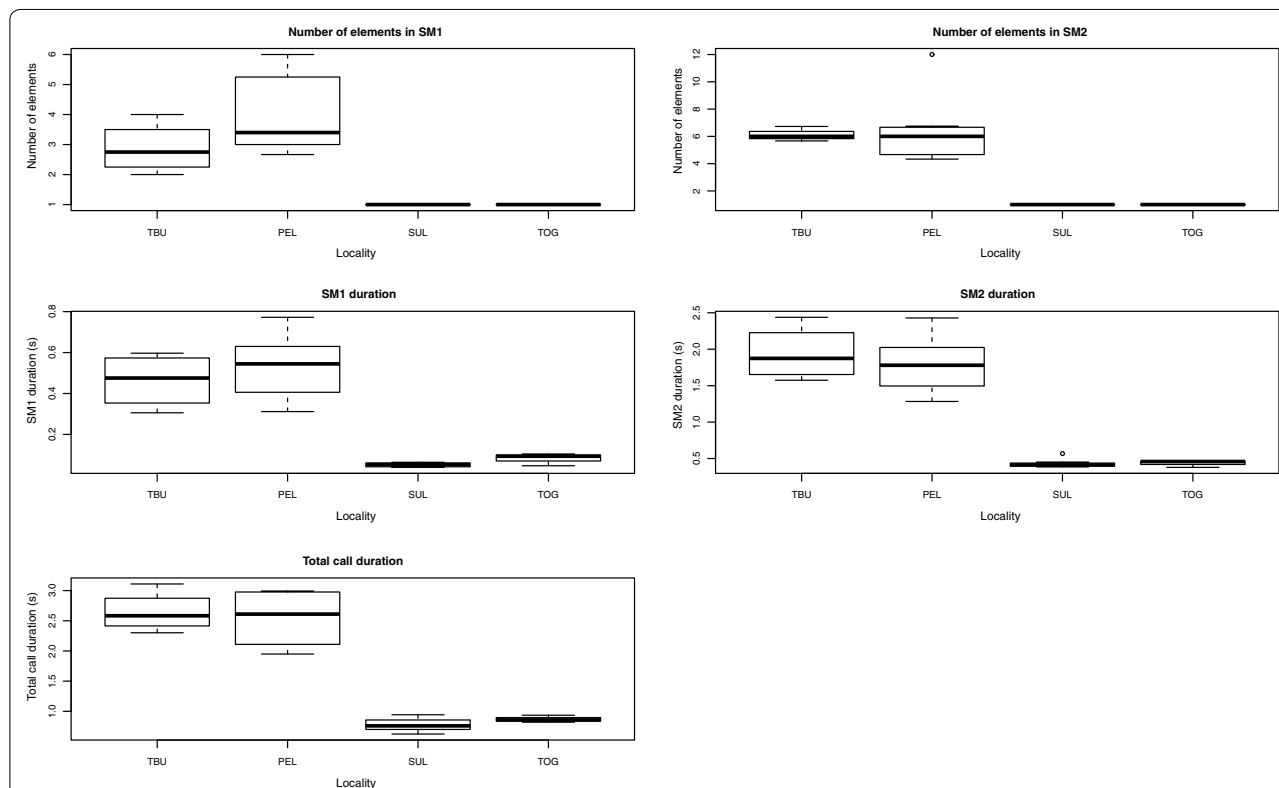 Number of elements in SM1
Number of elements
6
5
4
3
2
1
TBU PEL SUL TOG
Locality
Number of elements in SM2
Number of elements
12
10
8
6
4
2
TBU PEL SUL TOG
Locality
SM1 duration
SM1 duration (s)
0.8
0.6
0.4
0.2
TBU PEL SUL TOG
Locality
SM2 duration
SM2 duration (s)
2.5
2.0
1.5
1.0
0.5
TBU PEL SUL TOG
Locality
Total call duration
Total call duration (s)
3.0
2.5
2.0
1.5
1.0
TBU PEL SUL TOG
Locality